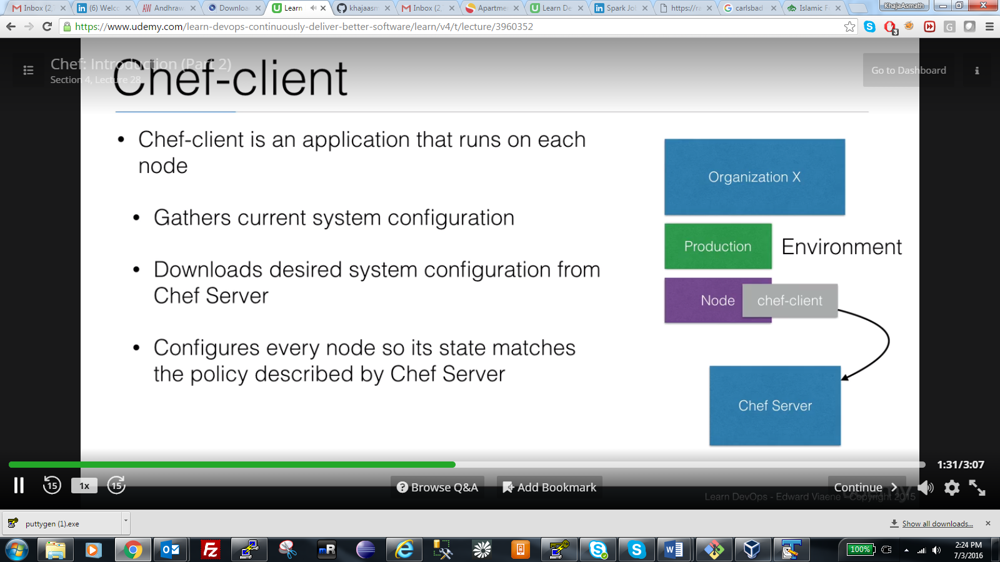 Inbox (2,
(6) Welco
Andhraw
Downloa
Learn
khajaasm
Inbox (2,
Apartme
Learn De
Spark Jo
https://ra
carlsbad
Islamic F
KhajaAsmath
https://www.udemy.com/learn-devops-continuously-deliver-better-software/learn/v4/t/lecture/3960352
3
Chef: Introduction (Part 2)
Section 4, Lecture 28
Go to Dashboard
Chef-client
• Chef-client is an application that runs on each
node
• Gathers current system configuration
• Downloads desired system configuration from
Chef Server
• Configures every node so its state matches
the policy described by Chef Server
Organization X
Production
Environment
Node
chef-client
Chef Server
1:31/3:07
15
1x
15
Browse Q&A
Add Bookmark
Continue
Learn DevOps - Edward Viaene - Copyright 2015
puttygen (1).exe
Show all downloads...
100%
2:24 PM
7/3/2016